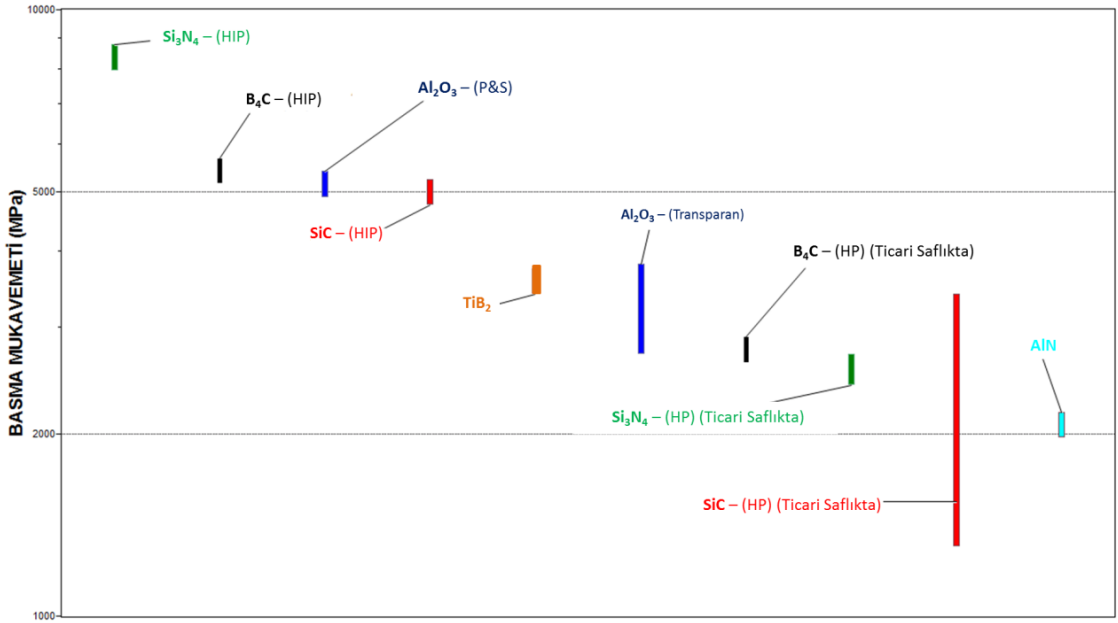 10000
Si₃N₄ – (HIP)
Al₂O₃ – (P&S)
B₄C – (HIP)
5000
Al₂O₃ – (Transparan)
SiC – (HIP)
B₄C – (HP) (Ticari Saflıkta)
TiB₂
AlN
Si₃N₄ – (HP) (Ticari Saflıkta)
2000
SiC – (HP) (Ticari Saflıkta)
1000
BASMA MUKAVEMETİ (MPa)